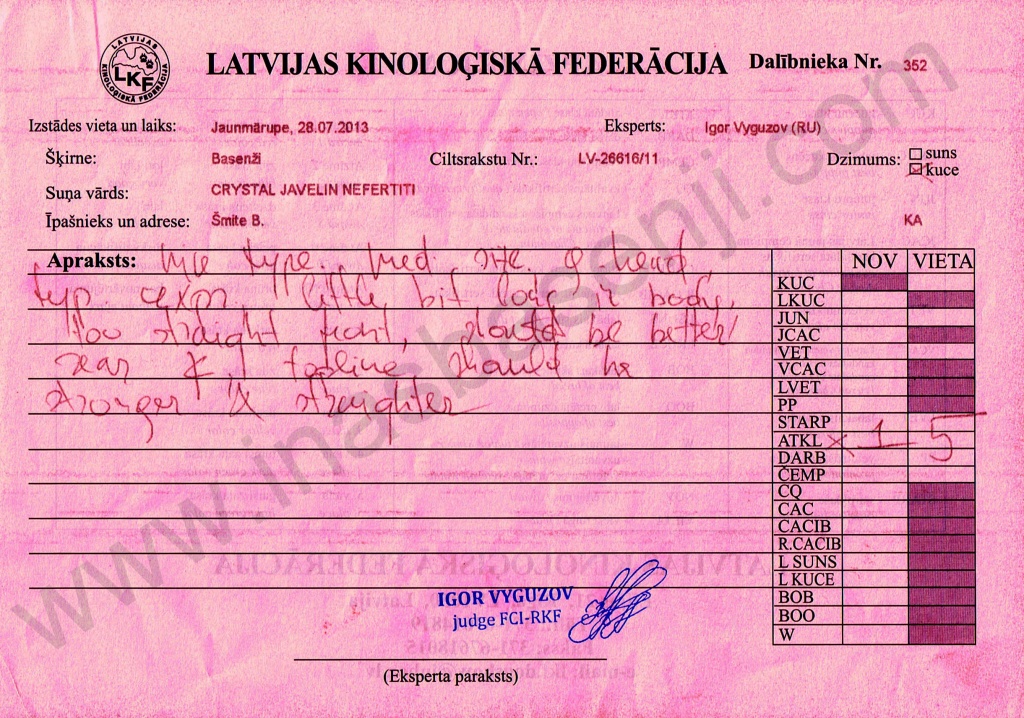 LATVIJAS KINOLOĢISKĀ FEDERĀCIJA
LKF
LATVIJAS KINOLOĢISKĀ FEDERĀCIJA
Dalībnieka Nr. 352
Izstādes vieta un laiks: Jaunmārupe, 28.07.2013 Eksperts: Igor Vyguzov (RU)
Šķirne: Basenži Ciltsrakstu Nr.: LV-26616/11 Dzimums: suns
kuce
Suņa vārds: CRYSTAL JAVELIN NEFERTITI
Īpašnieks un adrese: Šmite B. KA
Apraksts: Nice type. Med. size. head
typ. expr. little bit long in body,
Too straight front, should be better
rear & topline should be
stronger & straighter
NOV VIETA
KUC
LKUC
JUN
JCAC
VET
VCAC
LVET
PP
STARP
ATKL x 1 5
DARB
ČEMP
CQ
CAC
CACIB
R.CACIB
L SUNS
L KUCE
BOB
BOO
W
IGOR VYGUZOV
judge FCI-RKF
(Eksperta paraksts)
www.inasbasenji.com